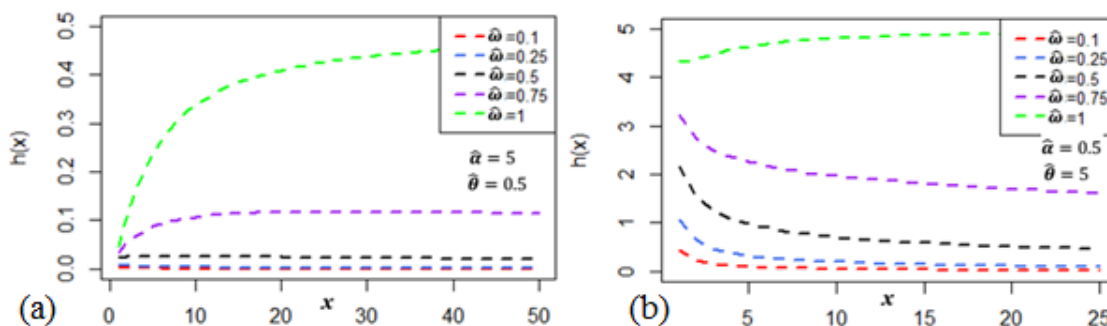 0.5
0.4
0.3
0.2
0.1
0.0
h(x)
0 10 20 30 40 50
x
(a)
ω̂=0.1
ω̂=0.25
ω̂=0.5
ω̂=0.75
ω̂=1
α̂ = 5
θ̂ = 0.5
5
4
3
2
1
0
h(x)
5 10 15 20 25
x
(b)
ω̂=0.1
ω̂=0.25
ω̂=0.5
ω̂=0.75
ω̂=1
α̂ = 0.5
θ̂ = 5